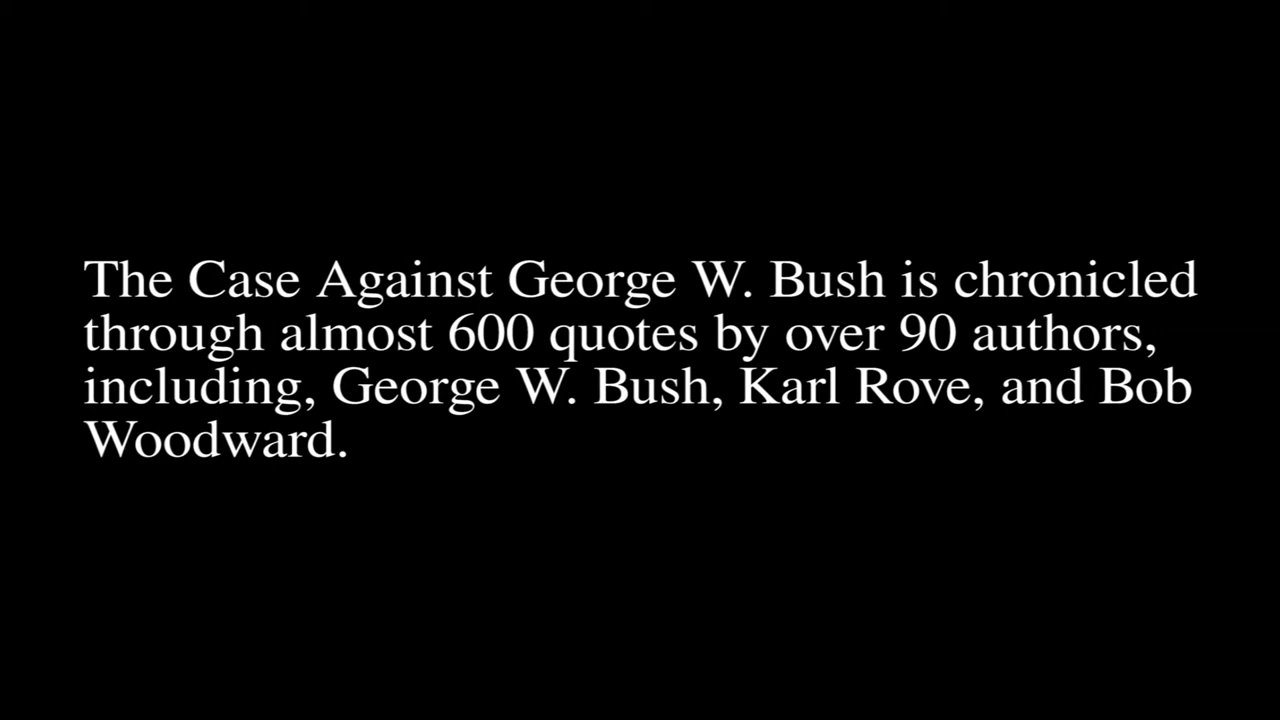 The Case Against George W. Bush is chronicled
through almost 600 quotes by over 90 authors,
including, George W. Bush, Karl Rove, and Bob
Woodward.